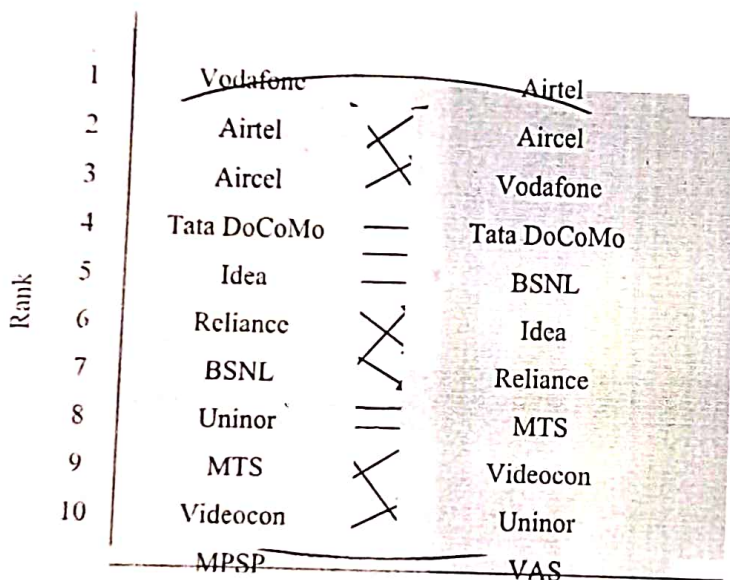 1 Vodafone Airtel
2 Airtel Aircel
3 Aircel Vodafone
4 Tata DoCoMo Tata DoCoMo
5 Idea BSNL
6 Reliance Idea
7 BSNL Reliance
8 Uninor MTS
9 MTS Videocon
10 Videocon Uninor
Rank
MPSP VAS